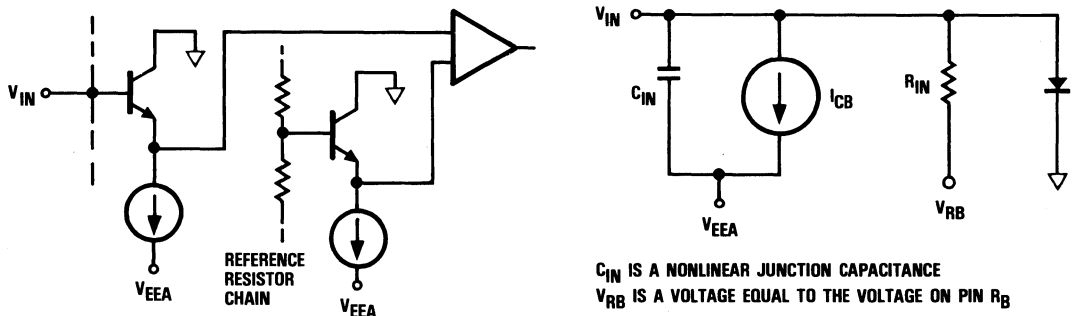 V_IN
V_EEA
REFERENCE
RESISTOR
CHAIN
V_EEA
V_IN
C_IN
I_CB
R_IN
V_EEA
V_RB
C_IN IS A NONLINEAR JUNCTION CAPACITANCE
V_RB IS A VOLTAGE EQUAL TO THE VOLTAGE ON PIN R_B